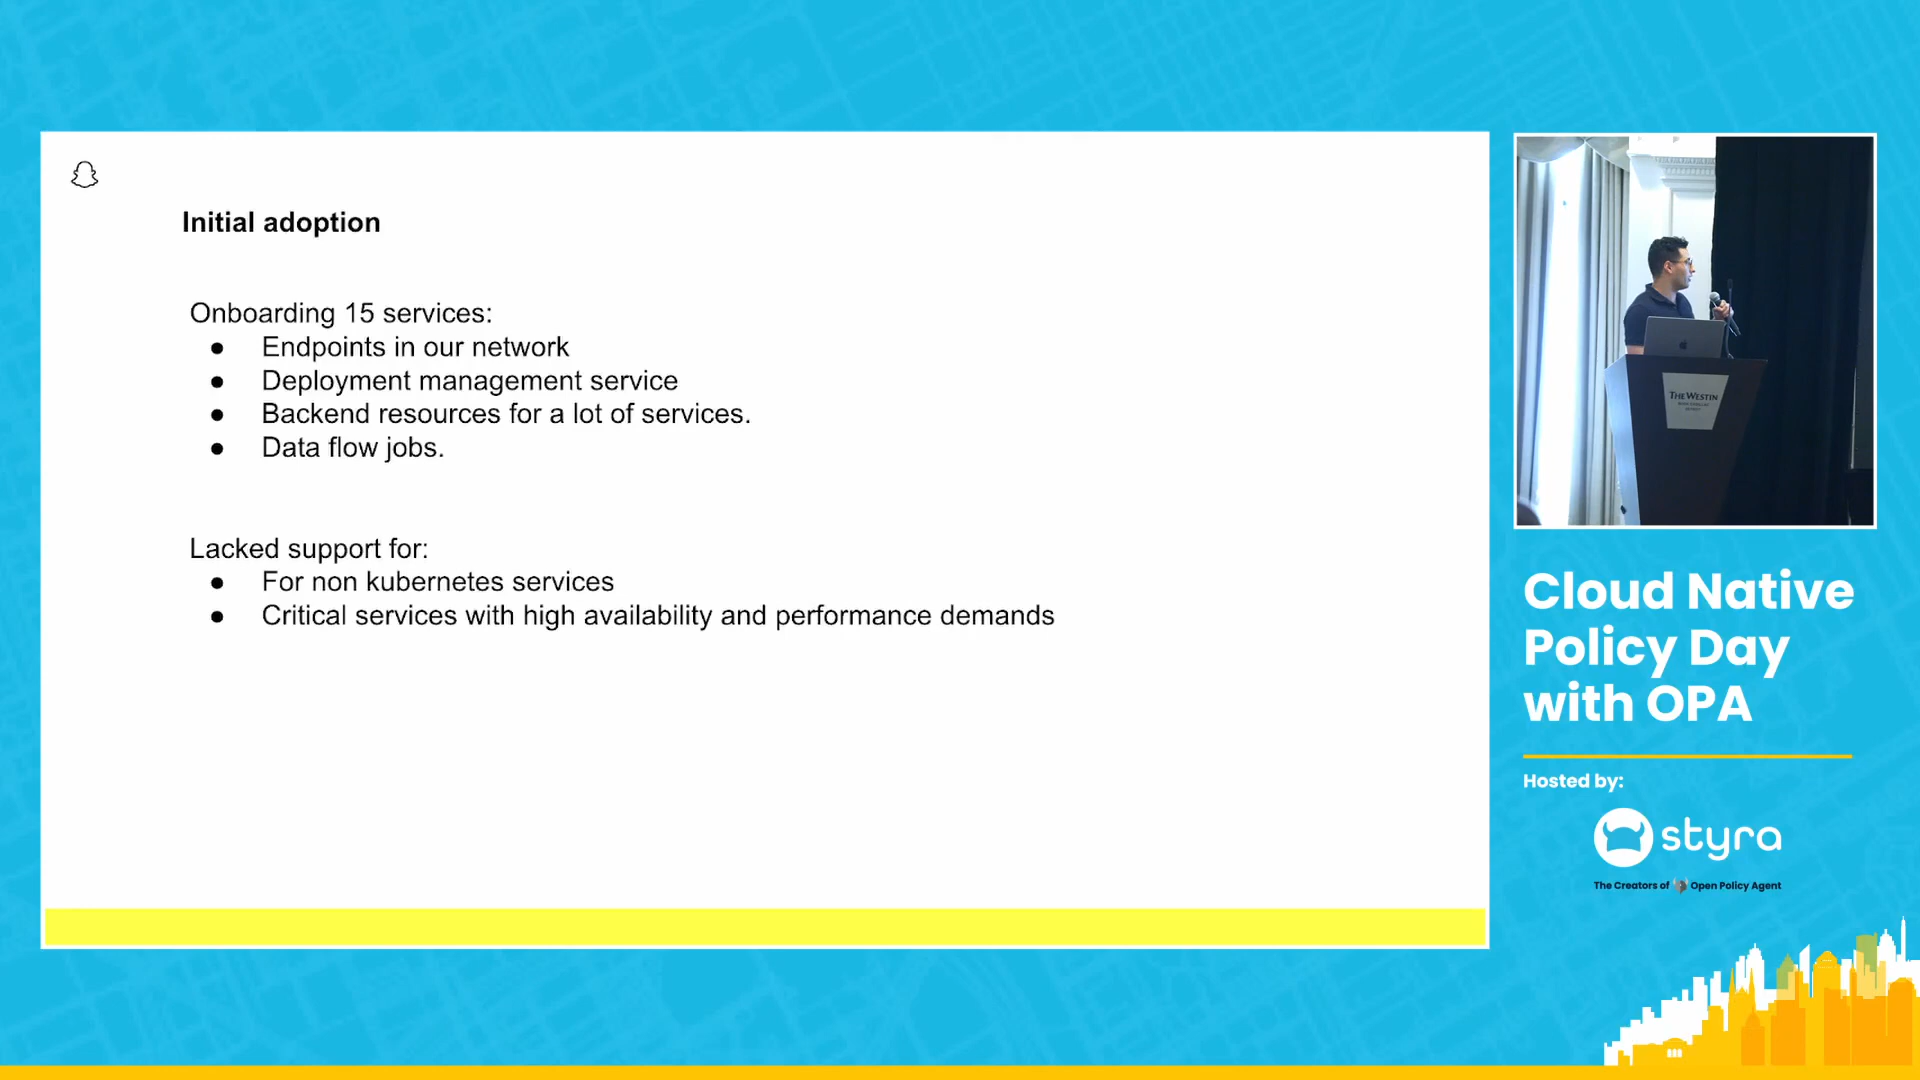 Initial adoption
Onboarding 15 services:
● Endpoints in our network
● Deployment management service
● Backend resources for a lot of services.
● Data flow jobs.
Lacked support for:
● For non kubernetes services
● Critical services with high availability and performance demands
THE WESTIN
Cloud Native
Policy Day
with OPA
Hosted by:
styra
The Creators of Open Policy Agent